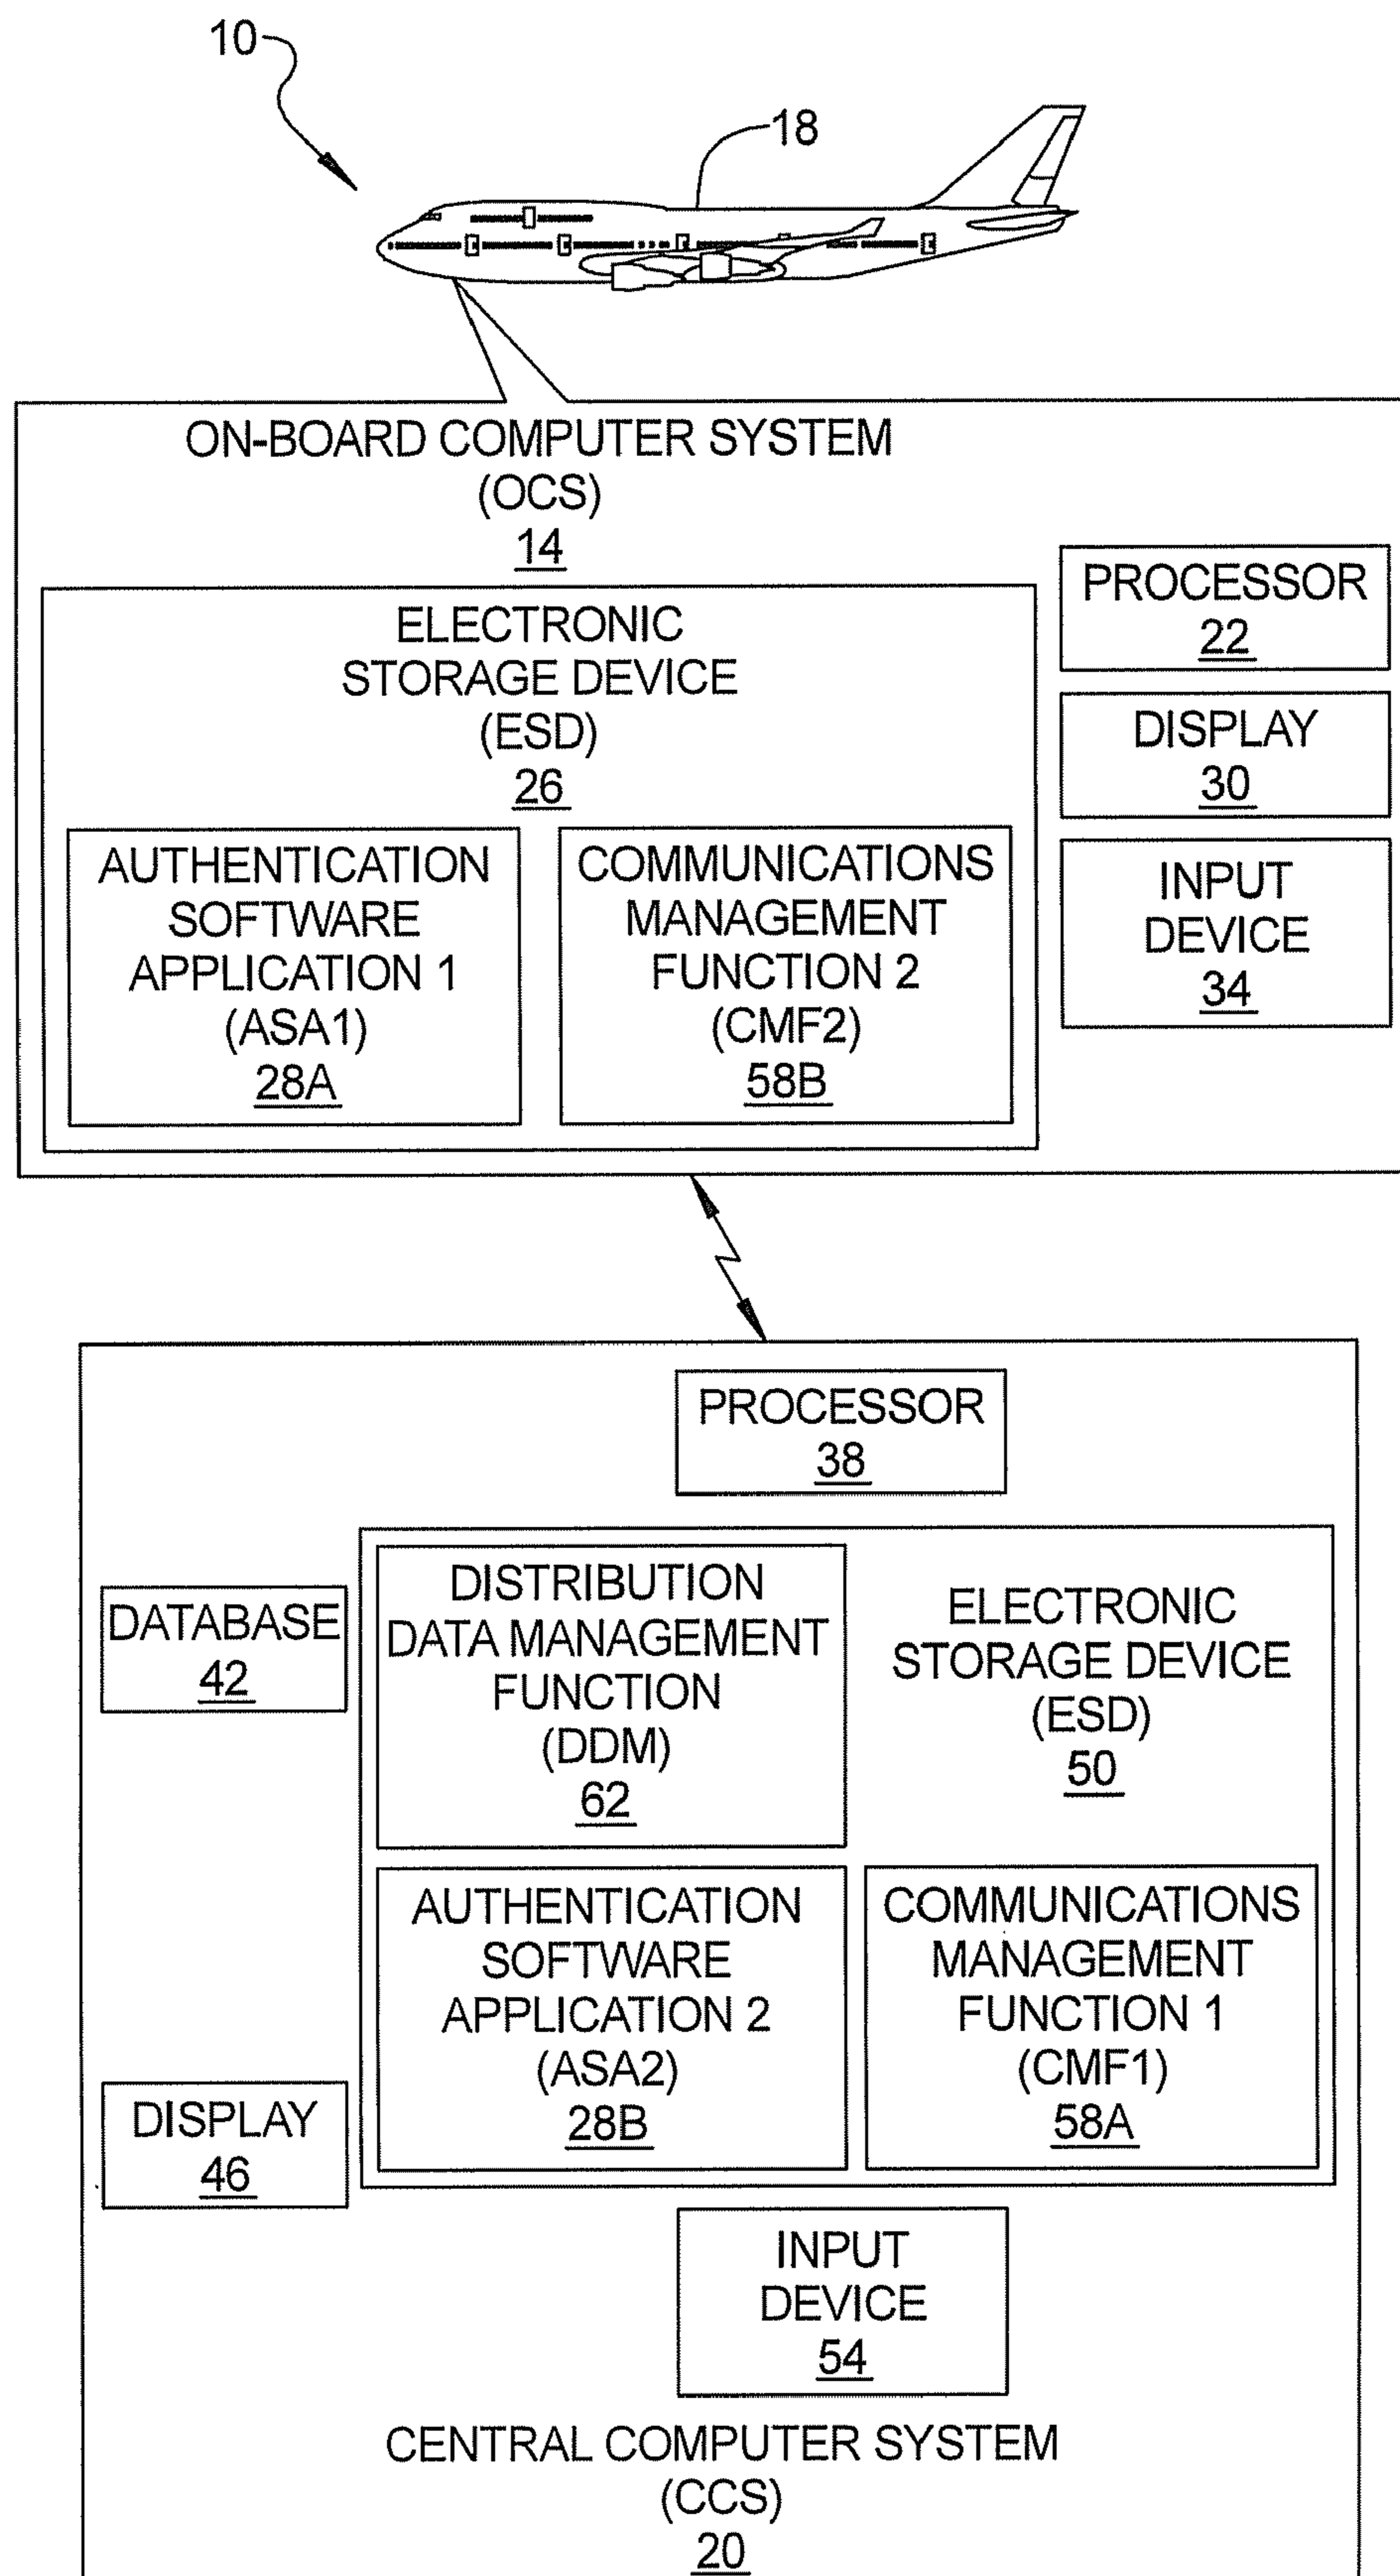 10
18
ON-BOARD COMPUTER SYSTEM
(OCS)
14
ELECTRONIC
STORAGE DEVICE
(ESD)
26
AUTHENTICATION
SOFTWARE
APPLICATION 1
(ASA1)
28A
COMMUNICATIONS
MANAGEMENT
FUNCTION 2
(CMF2)
58B
PROCESSOR
22
DISPLAY
30
INPUT
DEVICE
34
PROCESSOR
38
DATABASE
42
DISTRIBUTION
DATA MANAGEMENT
FUNCTION
(DDM)
62
ELECTRONIC
STORAGE DEVICE
(ESD)
50
AUTHENTICATION
SOFTWARE
APPLICATION 2
(ASA2)
28B
COMMUNICATIONS
MANAGEMENT
FUNCTION 1
(CMF1)
58A
DISPLAY
46
INPUT
DEVICE
54
CENTRAL COMPUTER SYSTEM
(CCS)
20